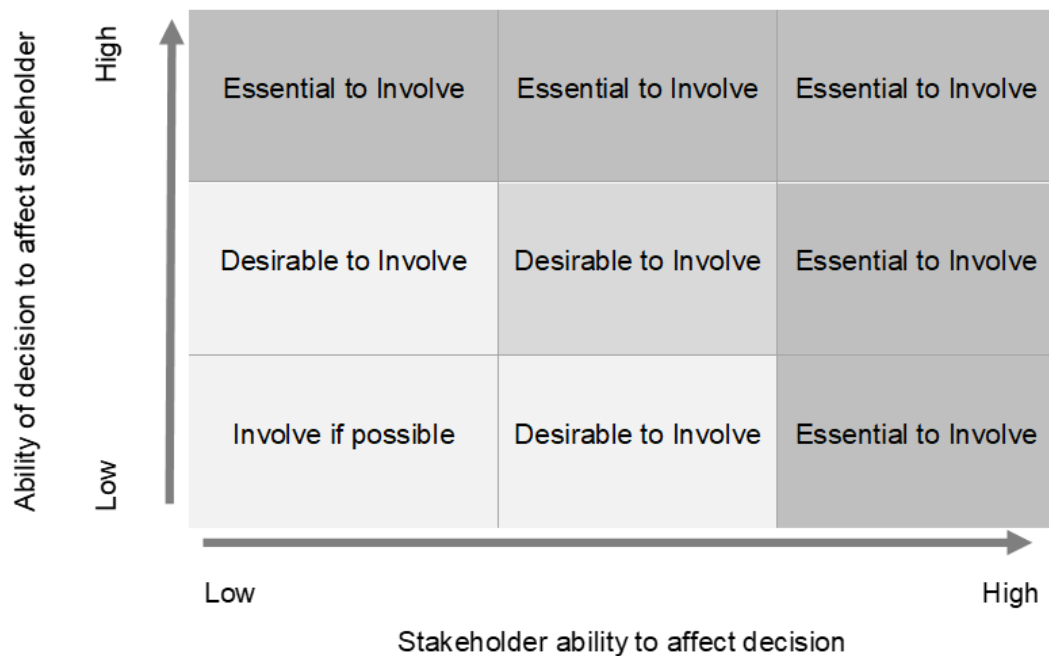 Ability of decision to affect stakeholder
High
Low
Essential to Involve
Essential to Involve
Essential to Involve
Desirable to Involve
Desirable to Involve
Essential to Involve
Involve if possible
Desirable to Involve
Essential to Involve
Low
High
Stakeholder ability to affect decision